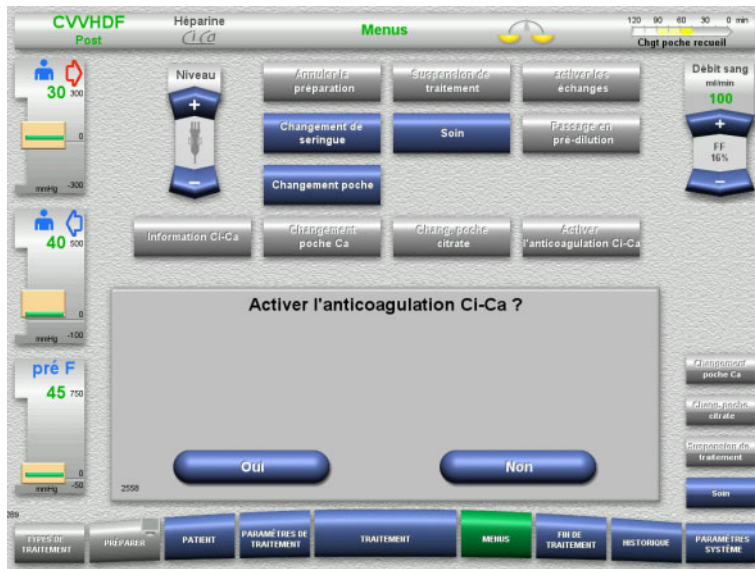 CVVHDF
Post
Héparine
CiCa
Menus
120 90 60 30 0 min
Chgt poche recueil
30 300
0
mmHg -300
40 500
0
mmHg -100
pré F
45 750
0
mmHg -50
Niveau
+
−
Annuler la
préparation
Suspension de
traitement
activer les
échanges
Changement de
seringue
Soin
Passage en
pré-dilution
Changement poche
Débit sang
ml/min
100
+
FF
16%
−
Information Ci-Ca
Changement
poche Ca
Chang. poche
citrate
Activer
l'anticoagulation Ci-Ca
Activer l'anticoagulation Ci-Ca ?
Oui
Non
2558
Changement
poche Ca
Chang. poche
citrate
Suspension de
traitement
Soin
289
TYPES DE
TRAITEMENT
PRÉPARER
PATIENT
PARAMÈTRES DE
TRAITEMENT
TRAITEMENT
MENUS
FIN DE
TRAITEMENT
HISTORIQUE
PARAMÈTRES
SYSTÈME